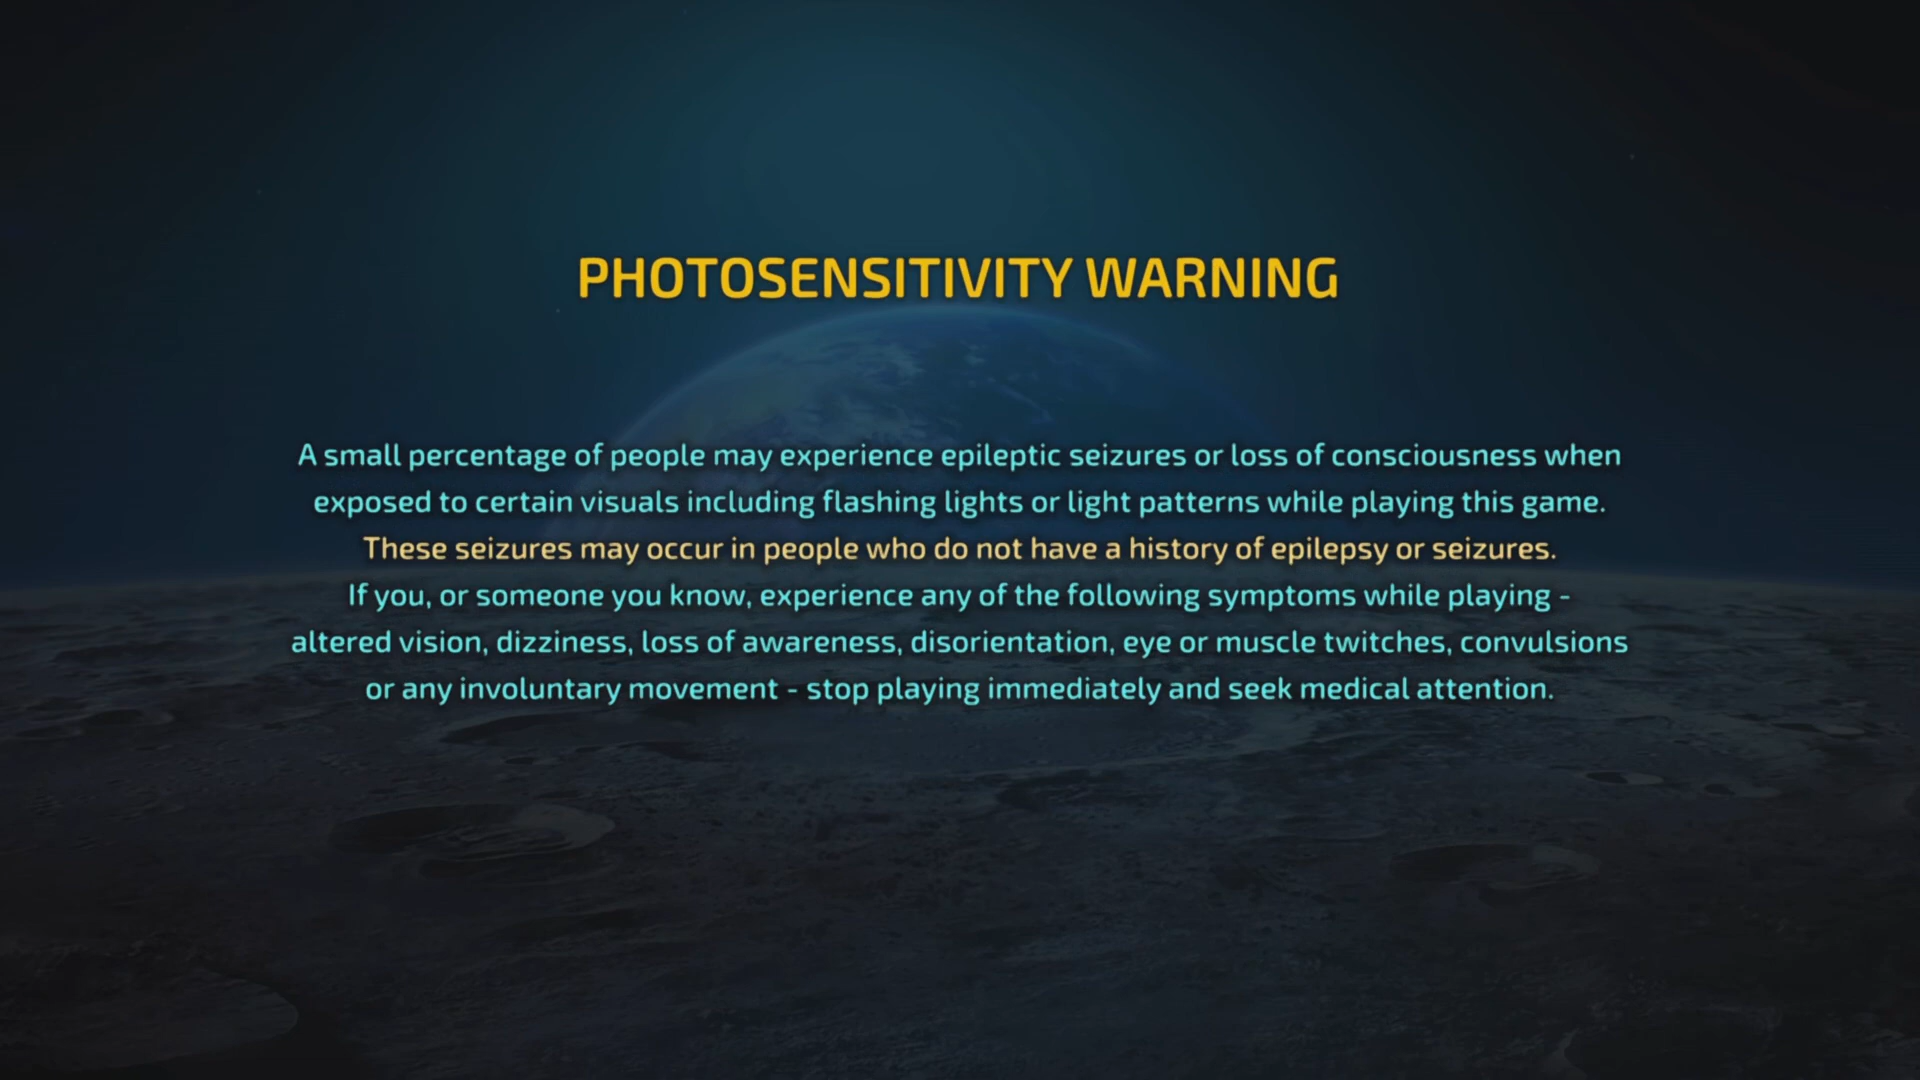 PHOTOSENSITIVITY WARNING
A small percentage of people may experience epileptic seizures or loss of consciousness when
exposed to certain visuals including flashing lights or light patterns while playing this game.
These seizures may occur in people who do not have a history of epilepsy or seizures.
If you, or someone you know, experience any of the following symptoms while playing -
altered vision, dizziness, loss of awareness, disorientation, eye or muscle twitches, convulsions
or any involuntary movement - stop playing immediately and seek medical attention.